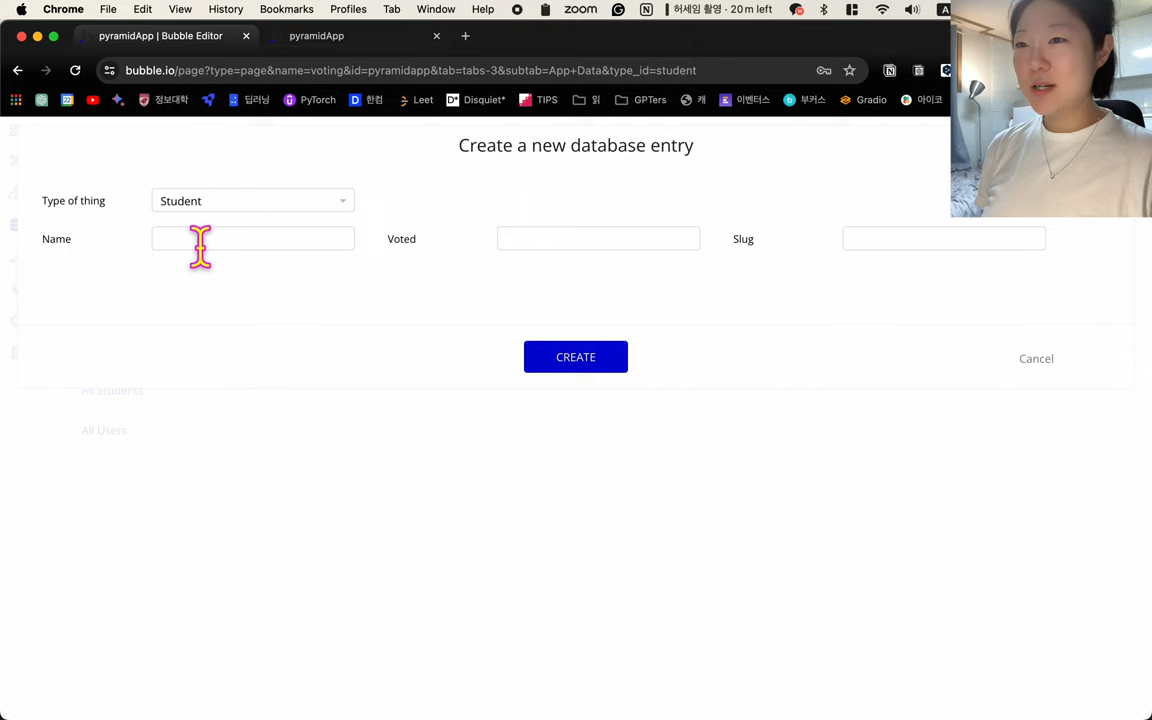 Chrome File Edit View History Bookmarks Profiles Tab Window Help zoom 허세임 촬영 · 20 m left A
pyramidApp | Bubble Editor pyramidApp
bubble.io/page?type=page&name=voting&id=pyramidapp&tab=tabs-3&subtab=App+Data&type_id=student
정보대학 딥러닝 PyTorch 한컴 Leet Disquiet* TIPS 읽 GPTers 캐 이벤터스 부커스 Gradio 아이코
Create a new database entry
Type of thing Student
Name Voted Slug
CREATE
Cancel
All Students
All Users